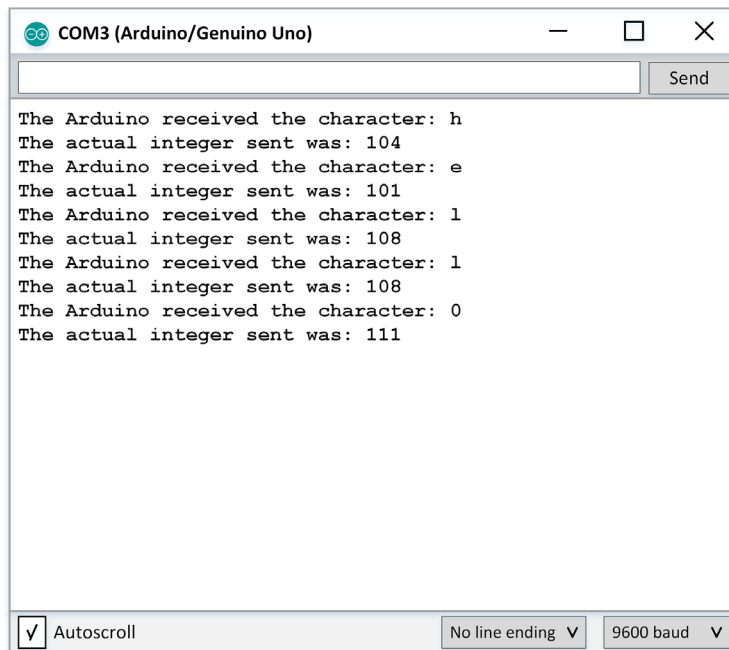 COM3 (Arduino/Genuino Uno)
Send
The Arduino received the character: h
The actual integer sent was: 104
The Arduino received the character: e
The actual integer sent was: 101
The Arduino received the character: l
The actual integer sent was: 108
The Arduino received the character: l
The actual integer sent was: 108
The Arduino received the character: 0
The actual integer sent was: 111
Autoscroll
No line ending
9600 baud